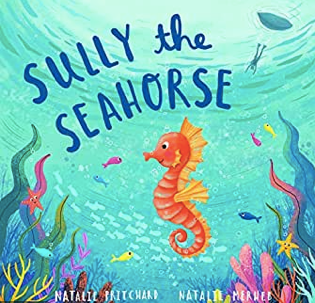 SULLY the
SEAHORSE
NATALIE PRITCHARD NATALIE MERHEB